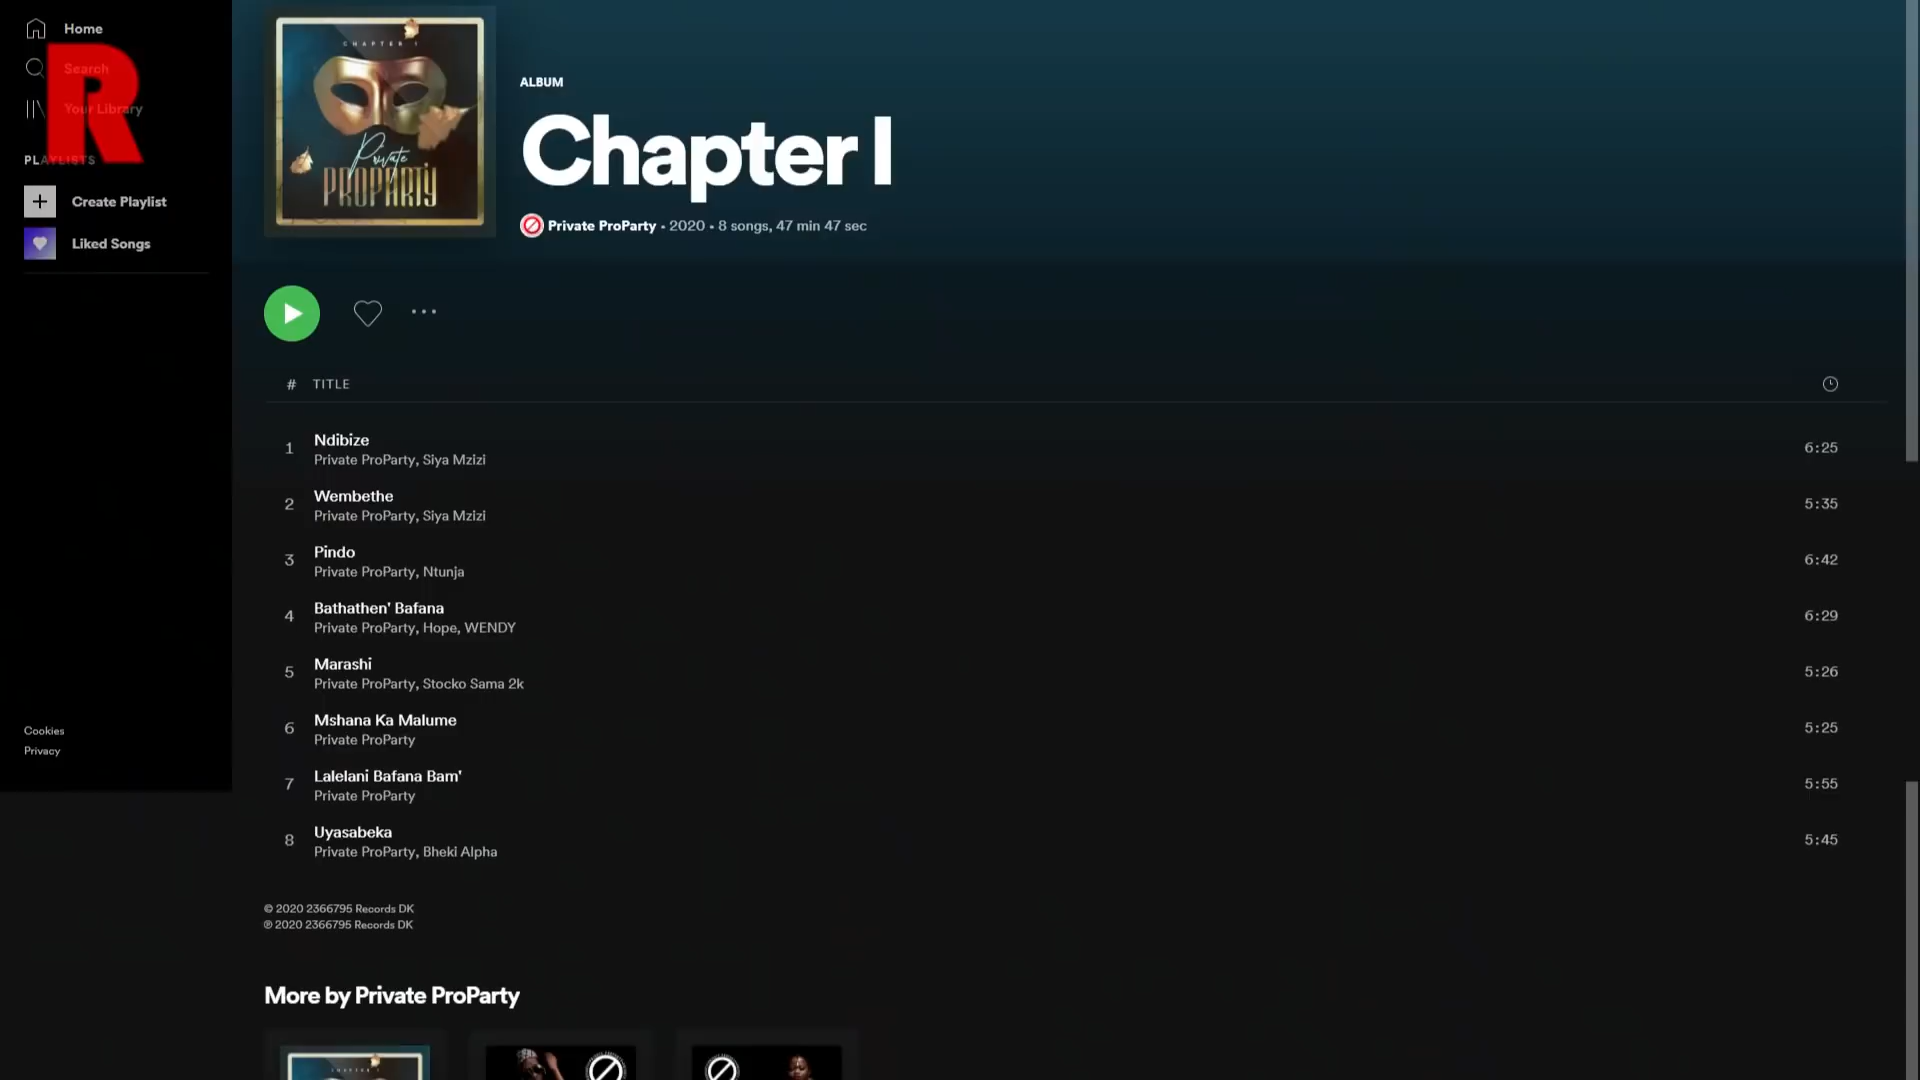 Home
Search
Your Library
PLAYLISTS
Create Playlist
Liked Songs
Cookies
Privacy
R
CHAPTER I
Private
PROPARTY
ALBUM
Chapter I
Private ProParty • 2020 • 8 songs, 47 min 47 sec
# TITLE
1 Ndibize 6:25
Private ProParty, Siya Mzizi
2 Wembethe 5:35
Private ProParty, Siya Mzizi
3 Pindo 6:42
Private ProParty, Ntunja
4 Bathathen' Bafana 6:29
Private ProParty, Hope, WENDY
5 Marashi 5:26
Private ProParty, Stocko Sama 2k
6 Mshana Ka Malume 5:25
Private ProParty
7 Lalelani Bafana Bam' 5:55
Private ProParty
8 Uyasabeka 5:45
Private ProParty, Bheki Alpha
© 2020 2366795 Records DK
℗ 2020 2366795 Records DK
More by Private ProParty
CHAPTER I